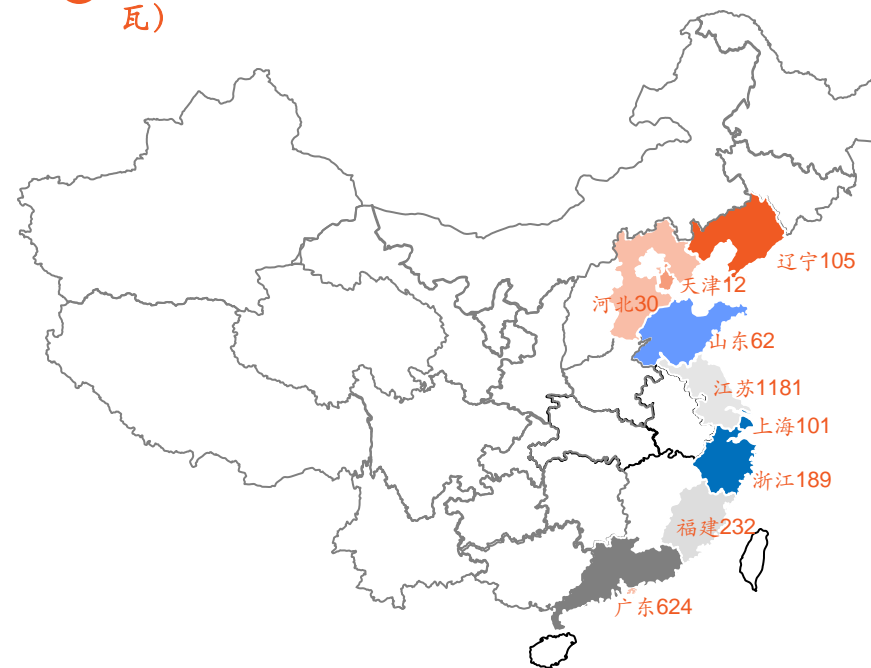 瓦）
辽宁105
天津12
河北30
山东62
江苏1181
上海101
浙江189
福建232
广东624